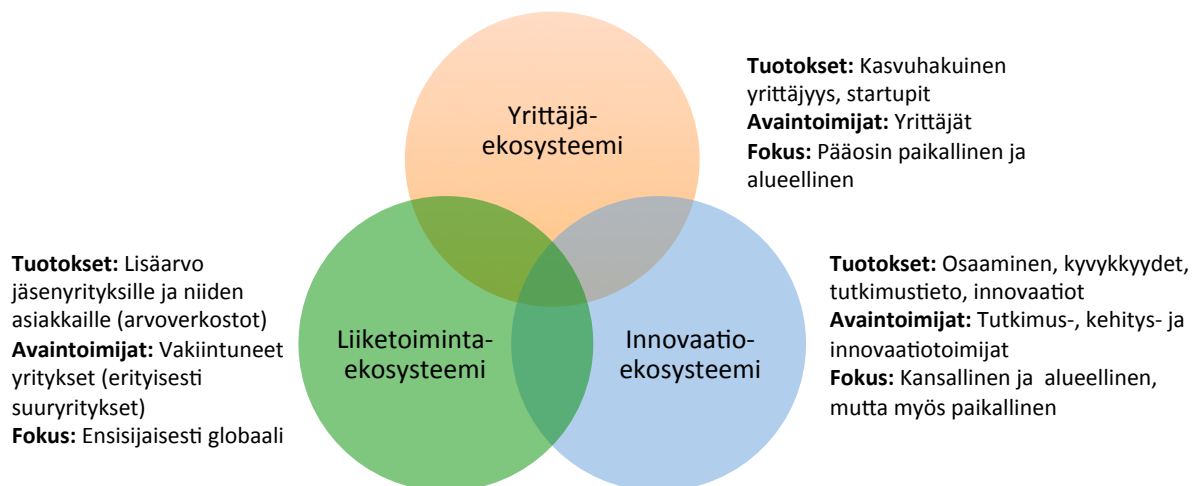 Yrittäjä-
ekosysteemi
Tuotokset: Kasvuhakuinen
yrittäjyys, startupit
Avaintoimijat: Yrittäjät
Fokus: Pääosin paikallinen ja
alueellinen
Tuotokset: Lisäarvo
jäsenyrityksille ja niiden
asiakkaille (arvoverkostot)
Avaintoimijat: Vakiintuneet
yritykset (erityisesti
suuryritykset)
Fokus: Ensisijaisesti globaali
Liiketoiminta-
ekosysteemi
Innovaatio-
ekosysteemi
Tuotokset: Osaaminen, kyvykkyydet,
tutkimustieto, innovaatiot
Avaintoimijat: Tutkimus-, kehitys- ja
innovaatiotoimijat
Fokus: Kansallinen ja alueellinen,
mutta myös paikallinen